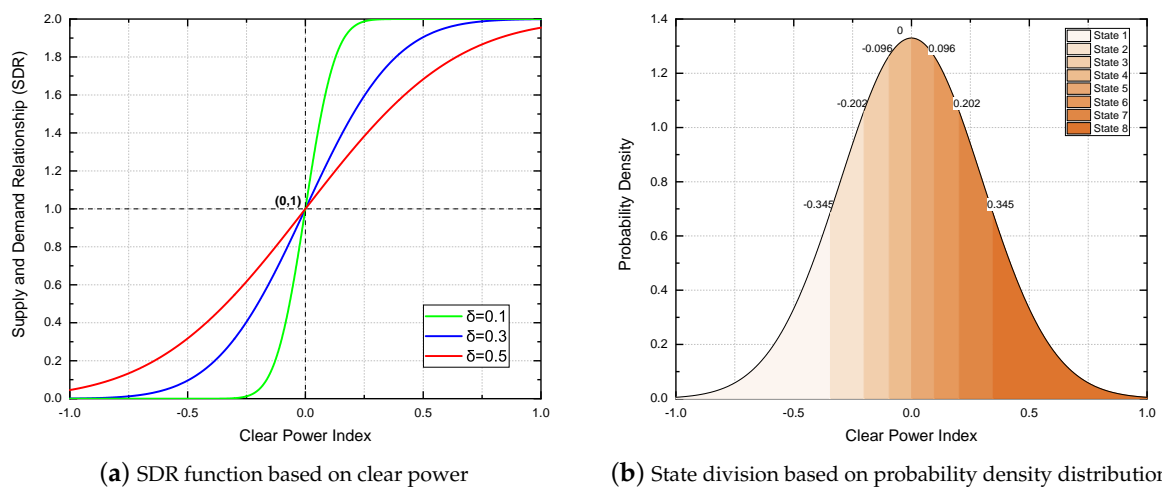 Supply and Demand Relationship (SDR)
2.0
1.8
1.6
1.4
1.2
1.0
0.8
0.6
0.4
0.2
0.0
(0,1)
δ=0.1
δ=0.3
δ=0.5
-1.0 -0.5 0.0 0.5 1.0
Clear Power Index
(a) SDR function based on clear power
Probability Density
1.4
1.2
1.0
0.8
0.6
0.4
0.2
0.0
0
-0.096 0.096
-0.202 0.202
-0.345 0.345
State 1
State 2
State 3
State 4
State 5
State 6
State 7
State 8
-1.0 -0.5 0.0 0.5 1.0
Clear Power Index
(b) State division based on probability density distribution